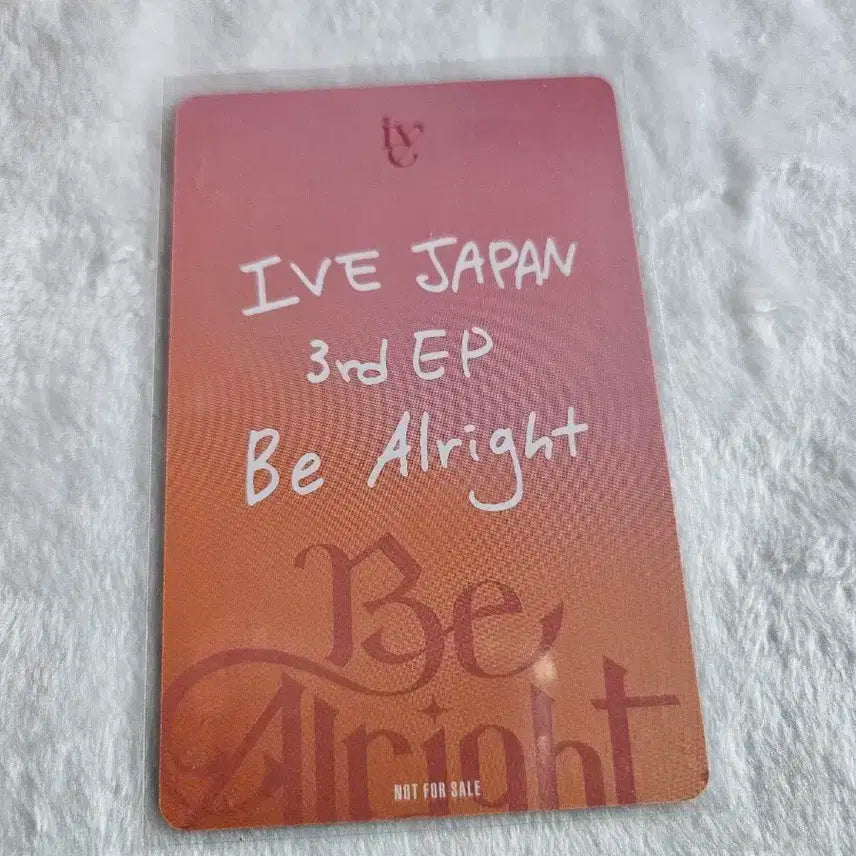 IVE
IVE JAPAN
3rd EP
Be Alright
Be
Alright
NOT FOR SALE